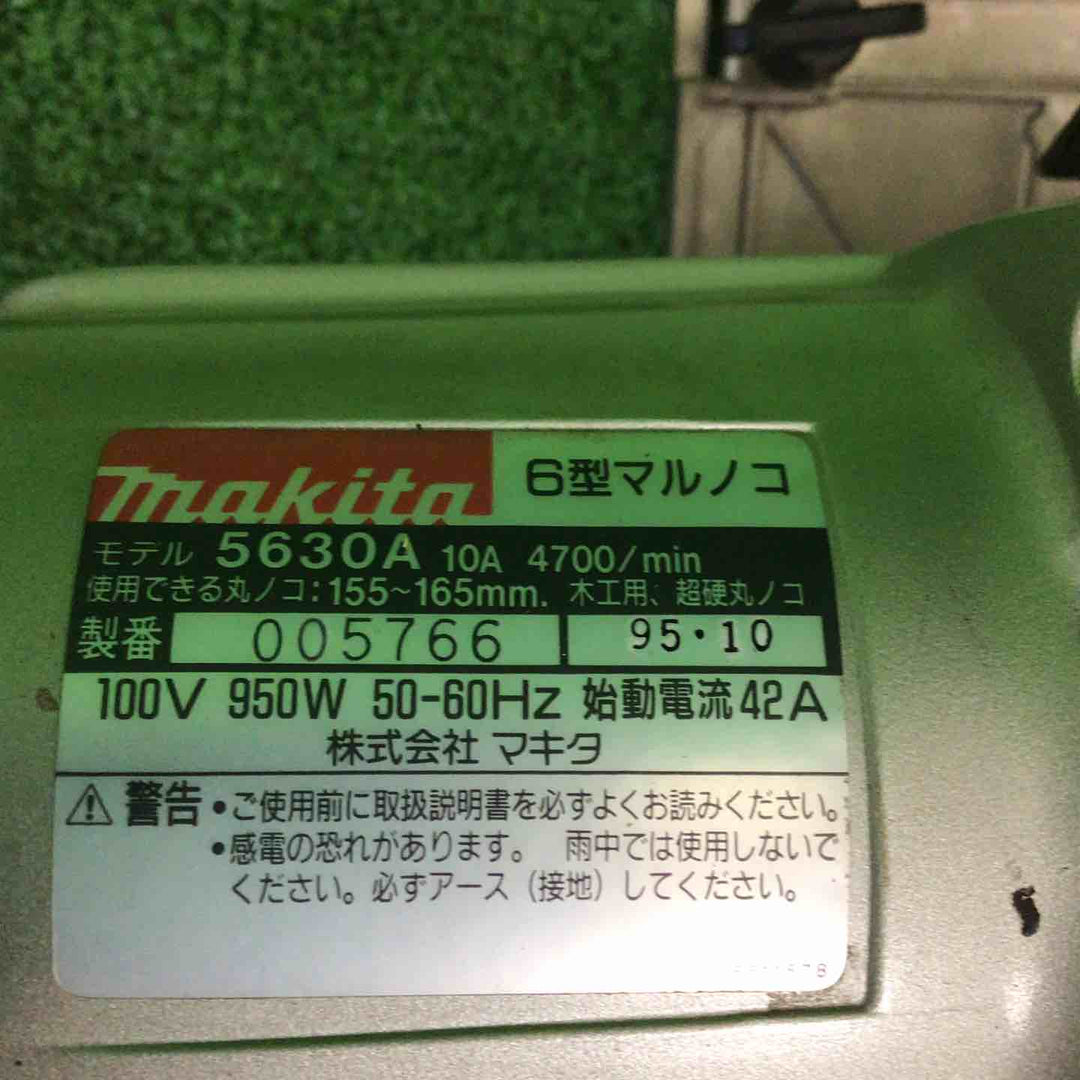 makita 6型マルノコ
モデル 5630A 10A 4700/min
使用できる丸ノコ:155~165mm. 木工用、超硬丸ノコ
製番 005766 95・10
100V 950W 50-60Hz 始動電流42A
株式会社 マキタ
警告 •ご使用前に取扱説明書を必ずよくお読みください。
•感電の恐れがあります。 雨中では使用しないで
ください。必ずアース(接地)してください。